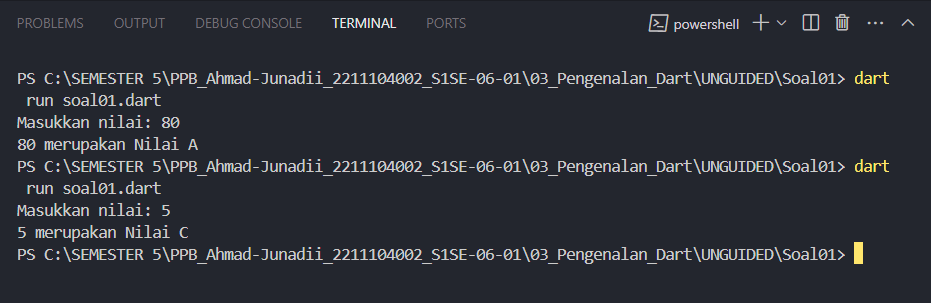 PROBLEMS OUTPUT DEBUG CONSOLE TERMINAL PORTS powershell
PS C:\SEMESTER 5\PPB_Ahmad-Junadii_2211104002_S1SE-06-01\03_Pengenalan_Dart\UNGUIDED\Soal01> dart
run soal01.dart
Masukkan nilai: 80
80 merupakan Nilai A
PS C:\SEMESTER 5\PPB_Ahmad-Junadii_2211104002_S1SE-06-01\03_Pengenalan_Dart\UNGUIDED\Soal01> dart
run soal01.dart
Masukkan nilai: 5
5 merupakan Nilai C
PS C:\SEMESTER 5\PPB_Ahmad-Junadii_2211104002_S1SE-06-01\03_Pengenalan_Dart\UNGUIDED\Soal01>